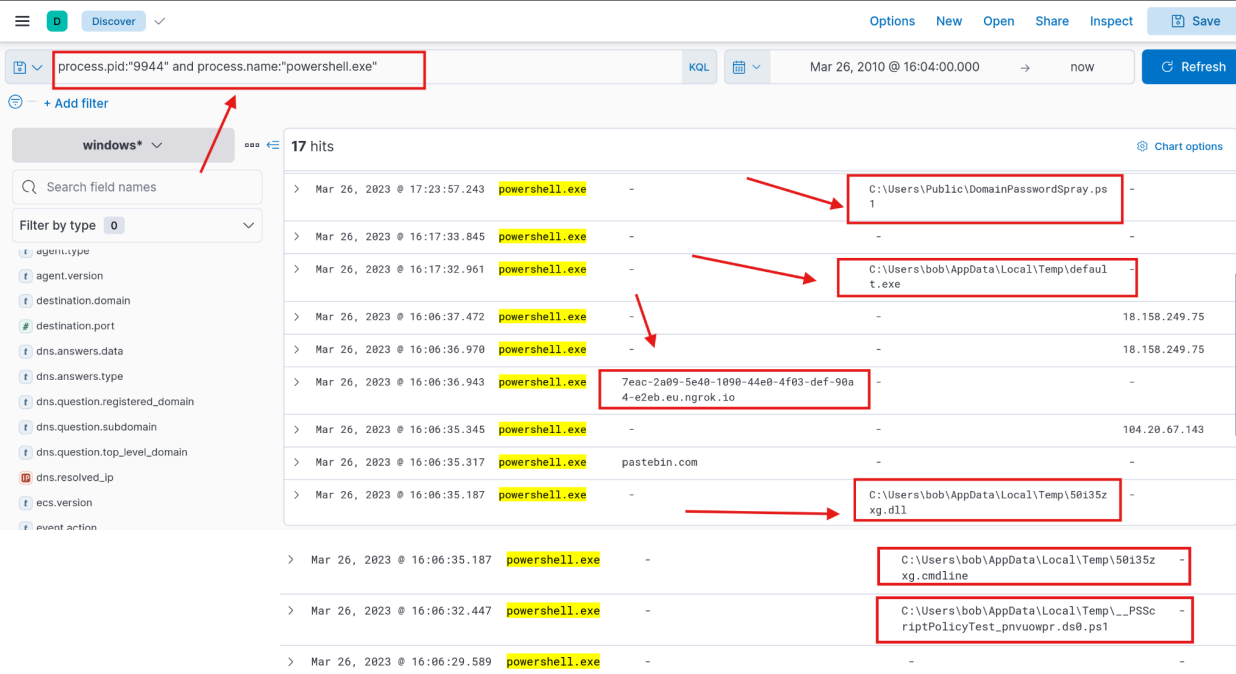 D Discover
Options New Open Share Inspect Save
process.pid:"9944" and process.name:"powershell.exe" KQL Mar 26, 2010 @ 16:04:00.000 → now Refresh
+ Add filter
windows* 17 hits Chart options
Search field names
Filter by type 0
agent.type
agent.version
destination.domain
destination.port
dns.answers.data
dns.answers.type
dns.question.registered_domain
dns.question.subdomain
dns.question.top_level_domain
dns.resolved_ip
ecs.version
event.action
Mar 26, 2023 @ 17:23:57.243 powershell.exe - C:\Users\Public\DomainPasswordSpray.ps -
1
Mar 26, 2023 @ 16:17:33.845 powershell.exe - - -
Mar 26, 2023 @ 16:17:32.961 powershell.exe - C:\Users\bob\AppData\Local\Temp\defaul -
t.exe
Mar 26, 2023 @ 16:06:37.472 powershell.exe - - 18.158.249.75
Mar 26, 2023 @ 16:06:36.970 powershell.exe - - 18.158.249.75
Mar 26, 2023 @ 16:06:36.943 powershell.exe 7eac-2a09-5e40-1090-44e0-4f03-def-90a - -
4-e2eb.eu.ngrok.io
Mar 26, 2023 @ 16:06:35.345 powershell.exe - - 104.20.67.143
Mar 26, 2023 @ 16:06:35.317 powershell.exe pastebin.com - -
Mar 26, 2023 @ 16:06:35.187 powershell.exe - C:\Users\bob\AppData\Local\Temp\50i35z -
xg.dll
Mar 26, 2023 @ 16:06:35.187 powershell.exe - C:\Users\bob\AppData\Local\Temp\50i35z -
xg.cmdline
Mar 26, 2023 @ 16:06:32.447 powershell.exe - C:\Users\bob\AppData\Local\Temp\__PSSc -
riptPolicyTest_pnvuowpr.ds0.ps1
Mar 26, 2023 @ 16:06:29.589 powershell.exe - - -